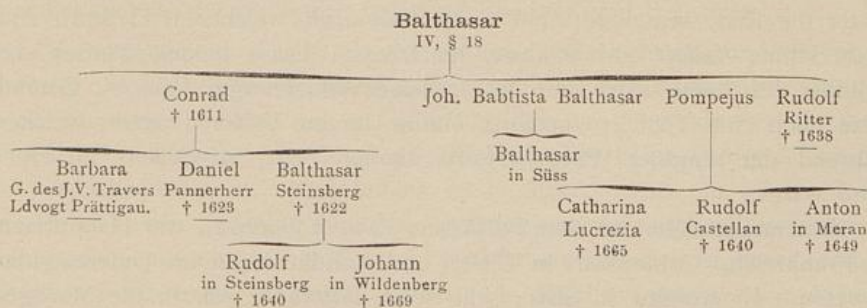 Balthasar
IV, § 18
Conrad
† 1611
Joh. Babtista Balthasar Pompejus Rudolf
Ritter
† 1638
Barbara
G. des J.V. Travers
Ldvogt Prättigau.
Daniel
Pannerherr
† 1623
Balthasar
Steinsberg
† 1622
Balthasar
in Süss
Catharina
Lucrezia
† 1665
Rudolf
Castellan
† 1640
Anton
in Meran
† 1649
Rudolf
in Steinsberg
† 1640
Johann
in Wildenberg
† 1669